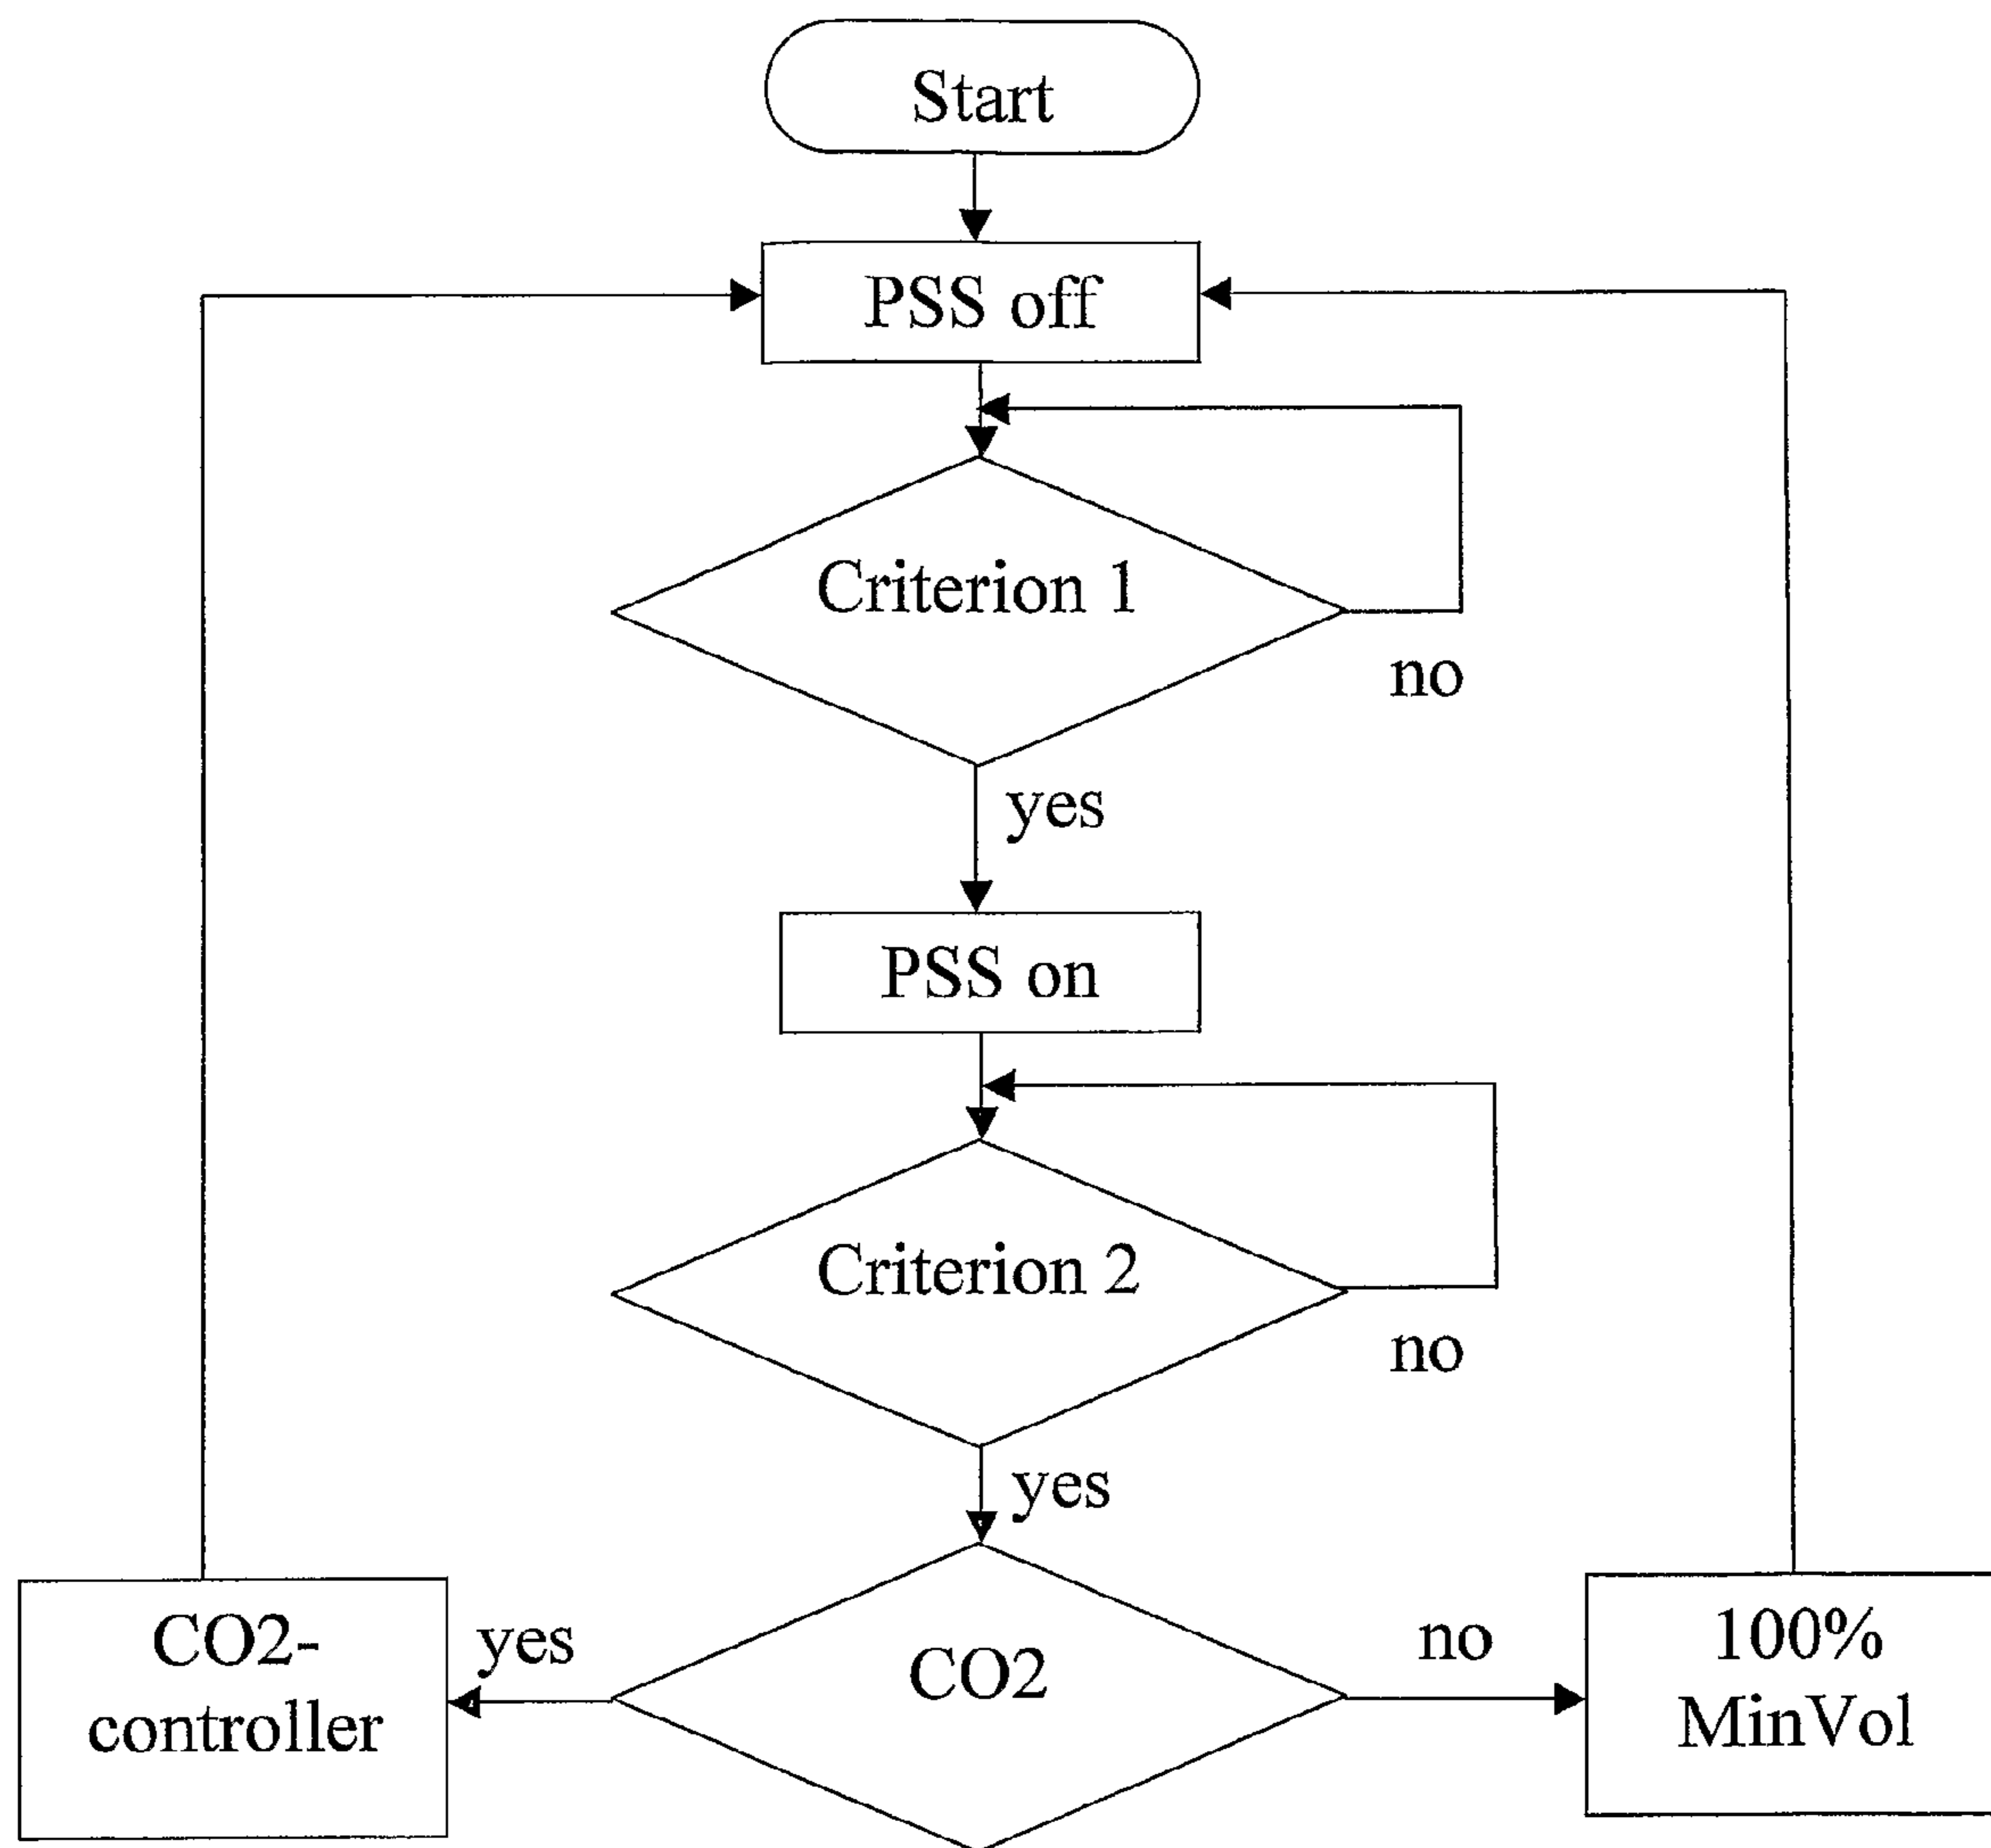 Start
PSS off
Criterion 1
no
yes
PSS on
Criterion 2
no
yes
CO2-
controller
yes
CO2
no
100%
MinVol